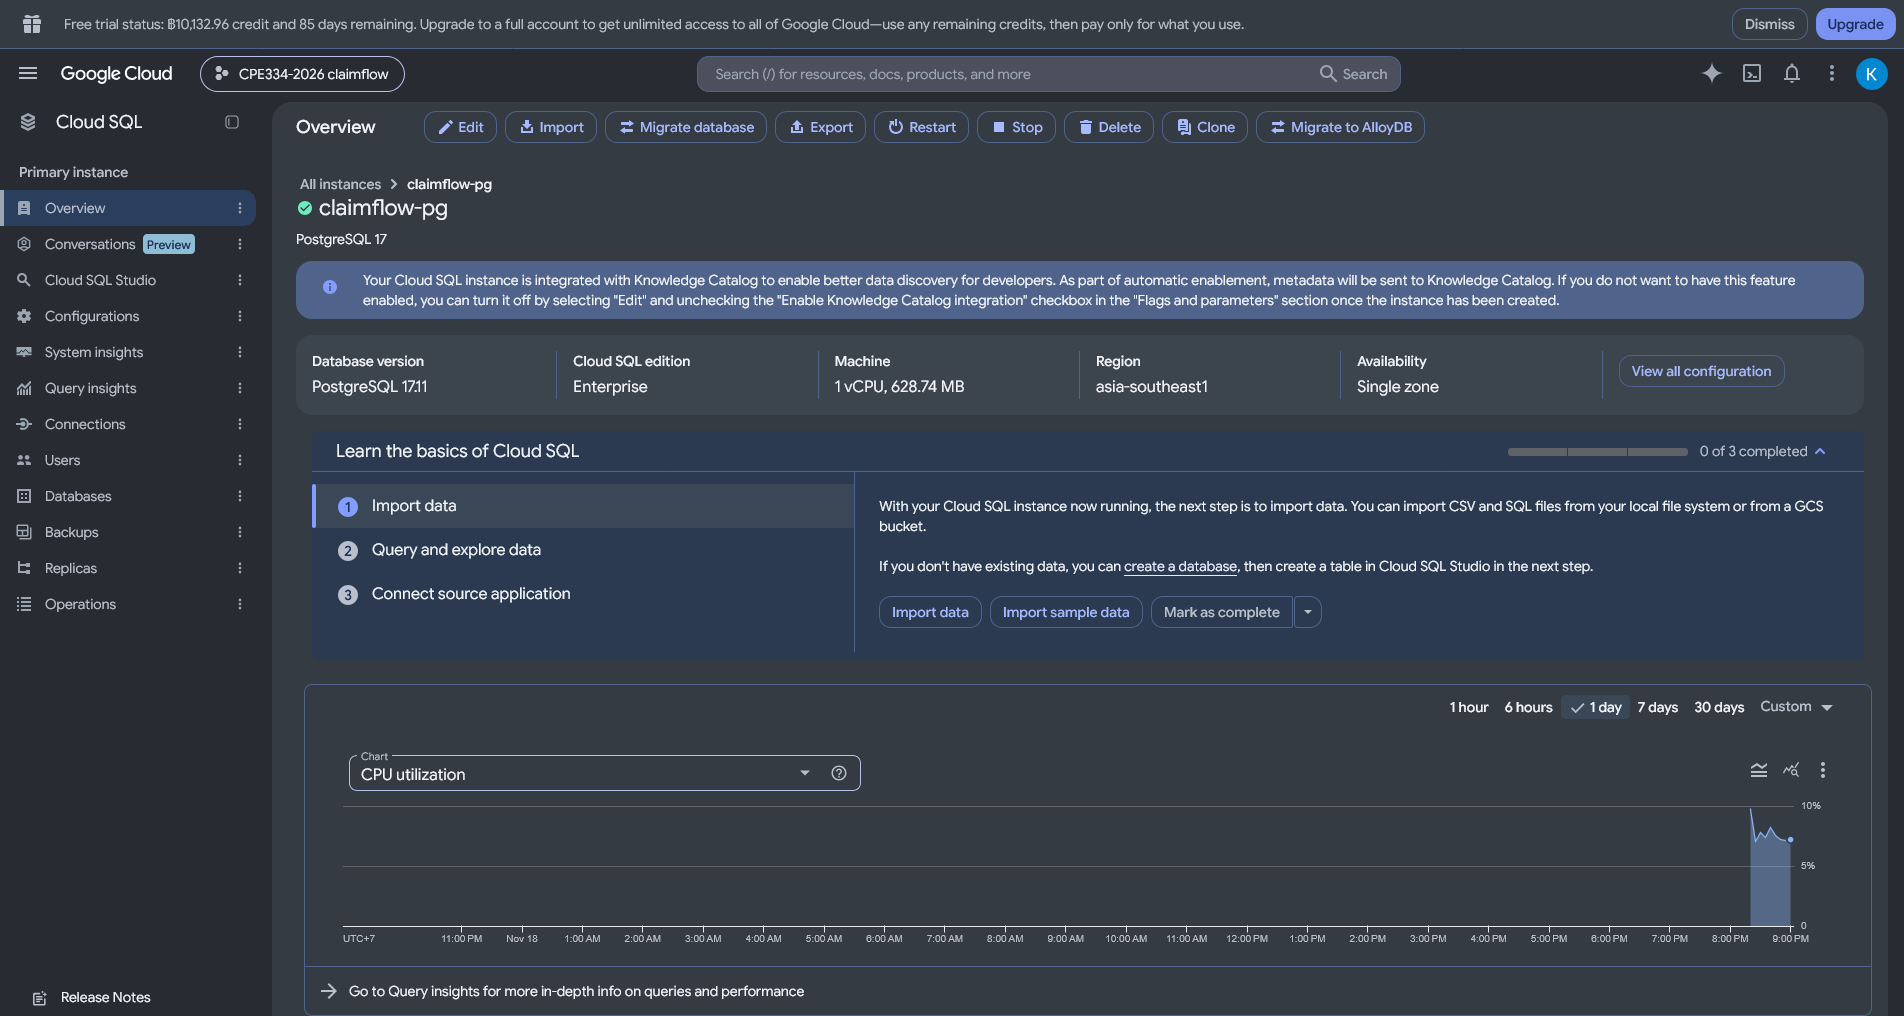 Free trial status: ฿10,132.96 credit and 85 days remaining. Upgrade to a full account to get unlimited access to all of Google Cloud—use any remaining credits, then pay only for what you use.
Dismiss
Upgrade
Google Cloud
CPE334-2026 claimflow
Search (/) for resources, docs, products, and more
Search
K
Cloud SQL
Primary instance
Overview
Conversations Preview
Cloud SQL Studio
Configurations
System insights
Query insights
Connections
Users
Databases
Backups
Replicas
Operations
Release Notes
Overview
Edit
Import
Migrate database
Export
Restart
Stop
Delete
Clone
Migrate to AlloyDB
All instances > claimflow-pg
claimflow-pg
PostgreSQL 17
Your Cloud SQL instance is integrated with Knowledge Catalog to enable better data discovery for developers. As part of automatic enablement, metadata will be sent to Knowledge Catalog. If you do not want to have this feature
enabled, you can turn it off by selecting "Edit" and unchecking the "Enable Knowledge Catalog integration" checkbox in the "Flags and parameters" section once the instance has been created.
Database version
PostgreSQL 17.11
Cloud SQL edition
Enterprise
Machine
1 vCPU, 628.74 MB
Region
asia-southeast1
Availability
Single zone
View all configuration
Learn the basics of Cloud SQL
0 of 3 completed
1 Import data
2 Query and explore data
3 Connect source application
With your Cloud SQL instance now running, the next step is to import data. You can import CSV and SQL files from your local file system or from a GCS
bucket.
If you don't have existing data, you can create a database, then create a table in Cloud SQL Studio in the next step.
Import data
Import sample data
Mark as complete
1 hour
6 hours
1 day
7 days
30 days
Custom
Chart
CPU utilization
10%
5%
0
UTC+7
11:00 PM
Nov 18
1:00 AM
2:00 AM
3:00 AM
4:00 AM
5:00 AM
6:00 AM
7:00 AM
8:00 AM
9:00 AM
10:00 AM
11:00 AM
12:00 PM
1:00 PM
2:00 PM
3:00 PM
4:00 PM
5:00 PM
6:00 PM
7:00 PM
8:00 PM
9:00 PM
Go to Query insights for more in-depth info on queries and performance